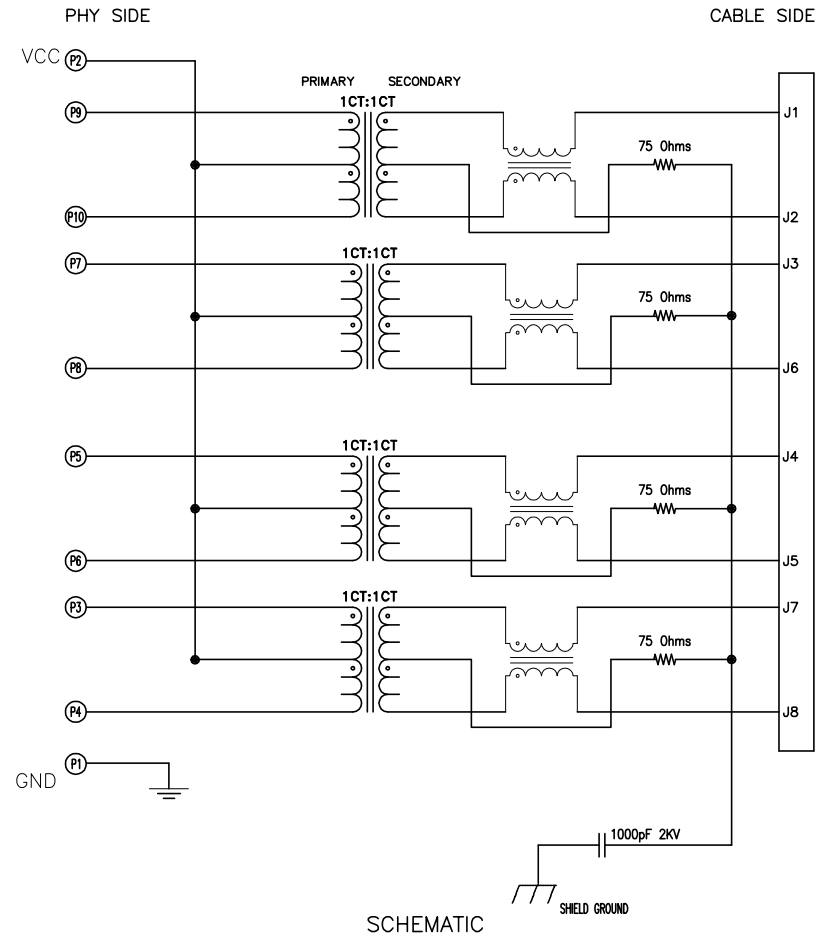 PHY SIDE
CABLE SIDE
VCC P2
PRIMARY SECONDARY
1CT:1CT
P9
J1
75 Ohms
P10
J2
1CT:1CT
P7
J3
75 Ohms
P8
J6
1CT:1CT
P5
J4
75 Ohms
P6
J5
1CT:1CT
P3
J7
75 Ohms
P4
J8
P1
GND
1000pF 2KV
SHIELD GROUND
SCHEMATIC